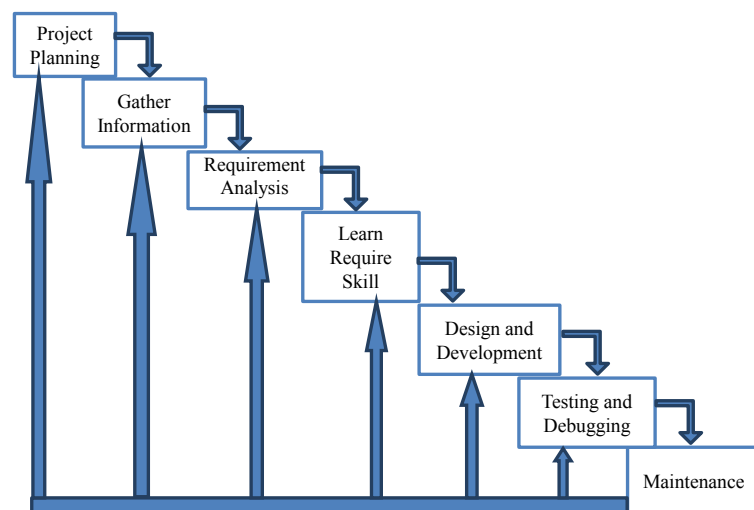 Project
Planning
Gather
Information
Requirement
Analysis
Learn
Require
Skill
Design and
Development
Testing and
Debugging
Maintenance